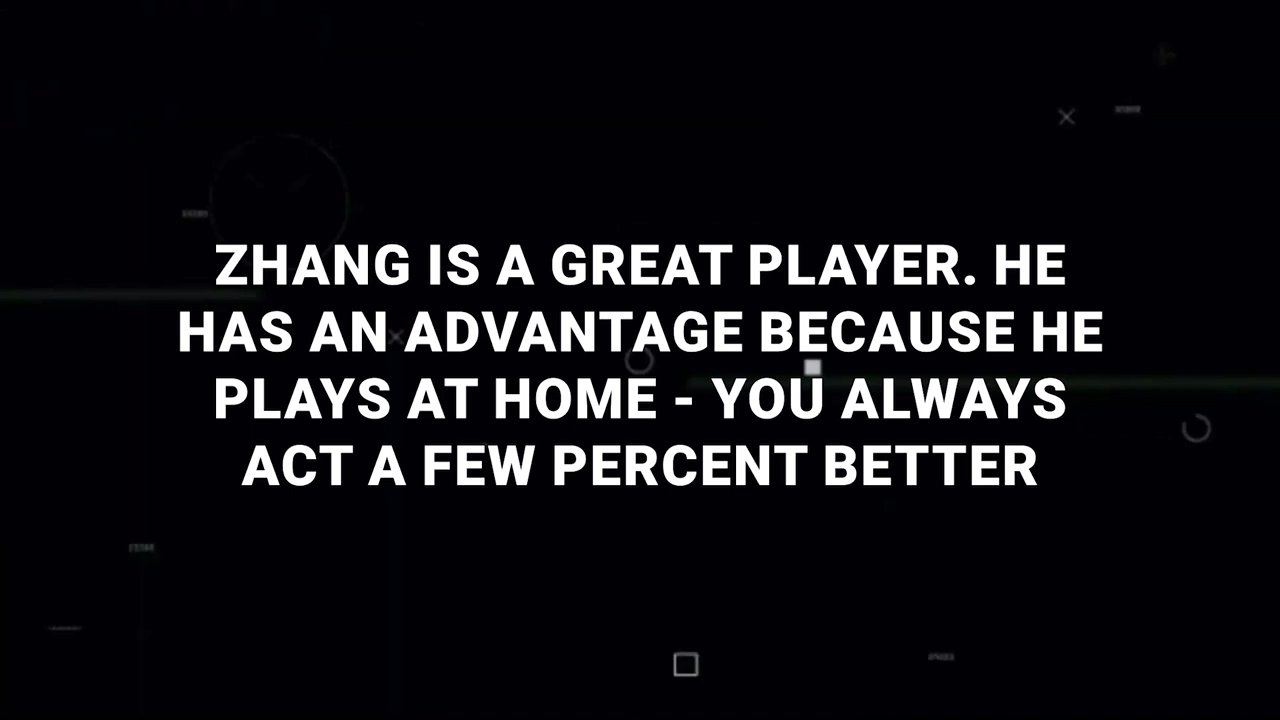 ZHANG IS A GREAT PLAYER. HE
HAS AN ADVANTAGE BECAUSE HE
PLAYS AT HOME - YOU ALWAYS
ACT A FEW PERCENT BETTER